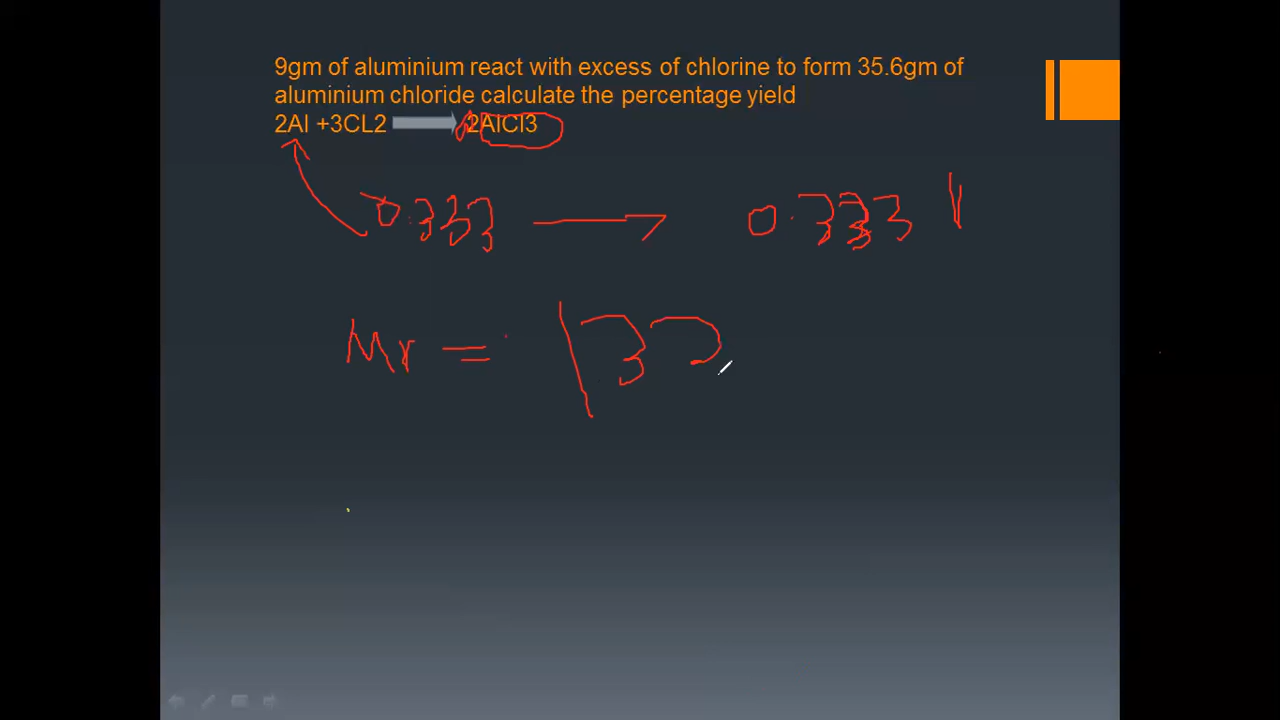 9gm of aluminium react with excess of chlorine to form 35.6gm of
aluminium chloride calculate the percentage yield
2Al +3CL2 2AlCl3
0.333 → 0.333
Mr = 13